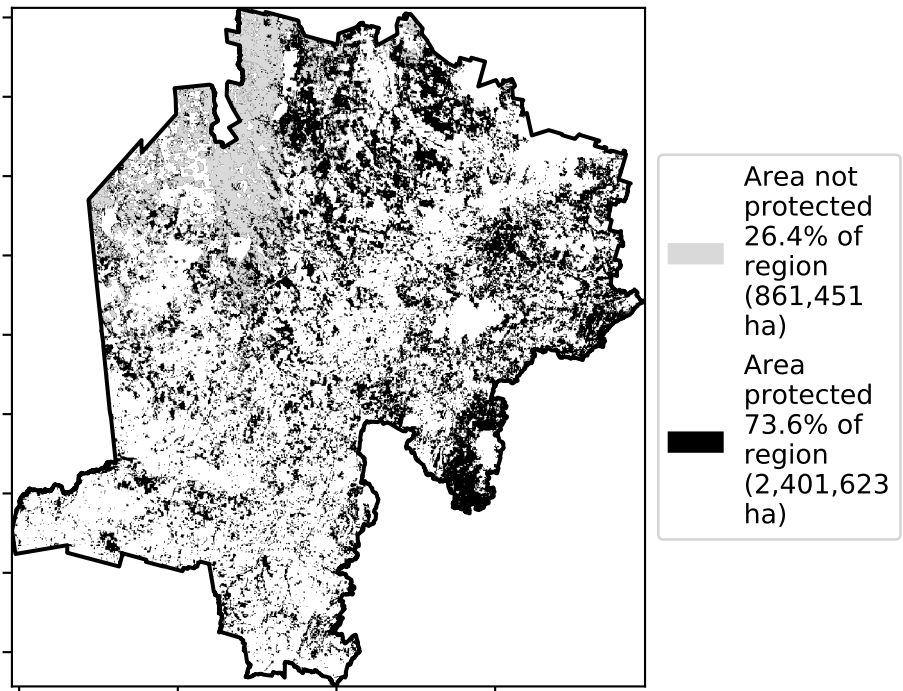 Area not
protected
26.4% of
region
(861,451
ha)
Area
protected
73.6% of
region
(2,401,623
ha)